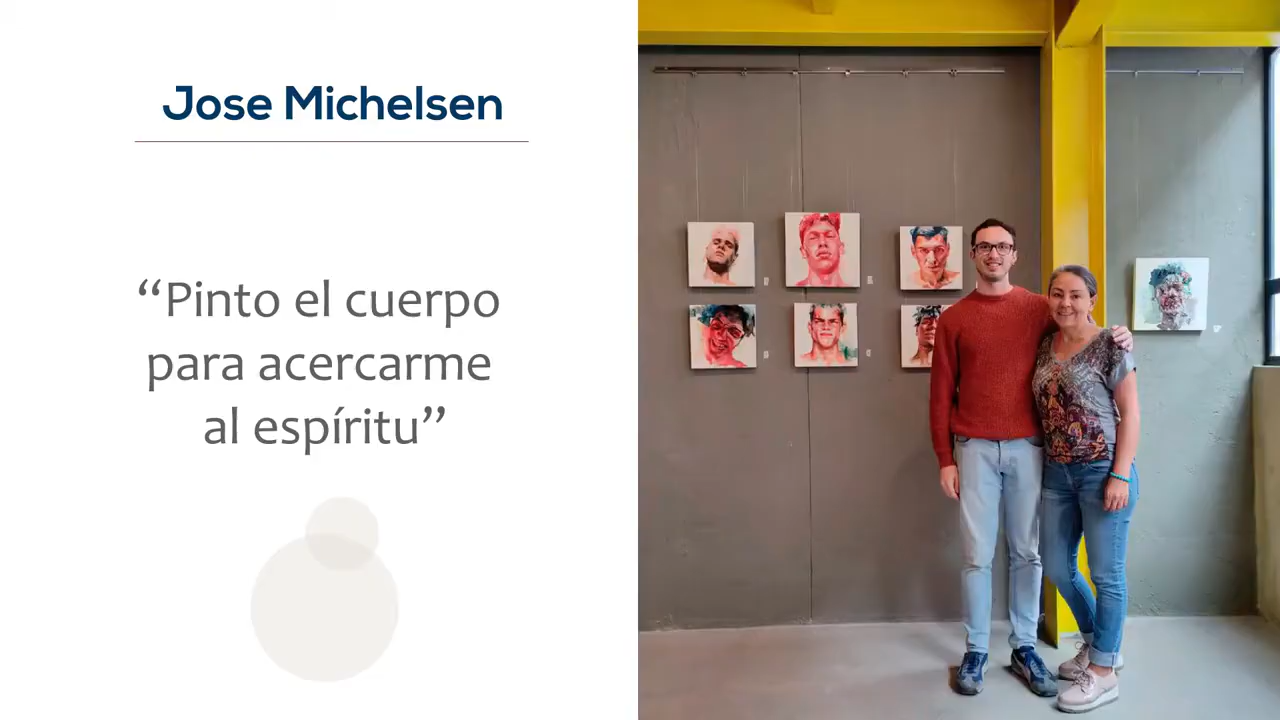 Jose Michelsen
“Pinto el cuerpo
para acercarme
al espíritu”